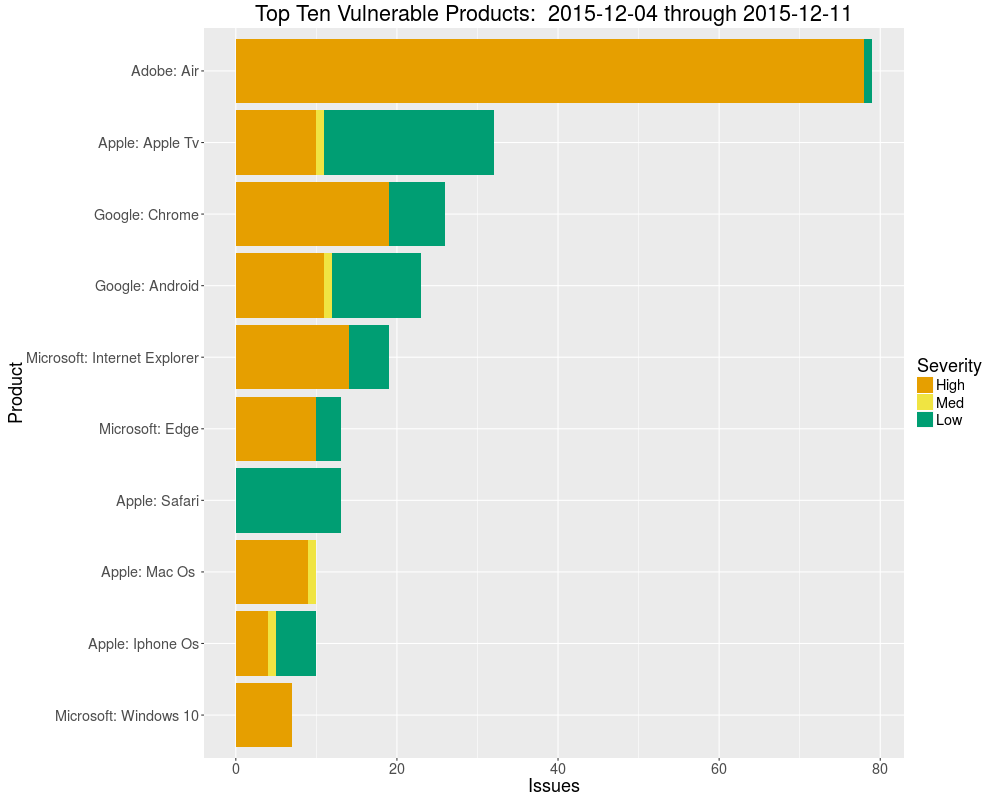 Top Ten Vulnerable Products:  2015-12-04 through 2015-12-11
Product
Adobe: Air
Apple: Apple Tv
Google: Chrome
Google: Android
Microsoft: Internet Explorer
Microsoft: Edge
Apple: Safari
Apple: Mac Os
Apple: Iphone Os
Microsoft: Windows 10
0 20 40 60 80
Issues
Severity
High
Med
Low